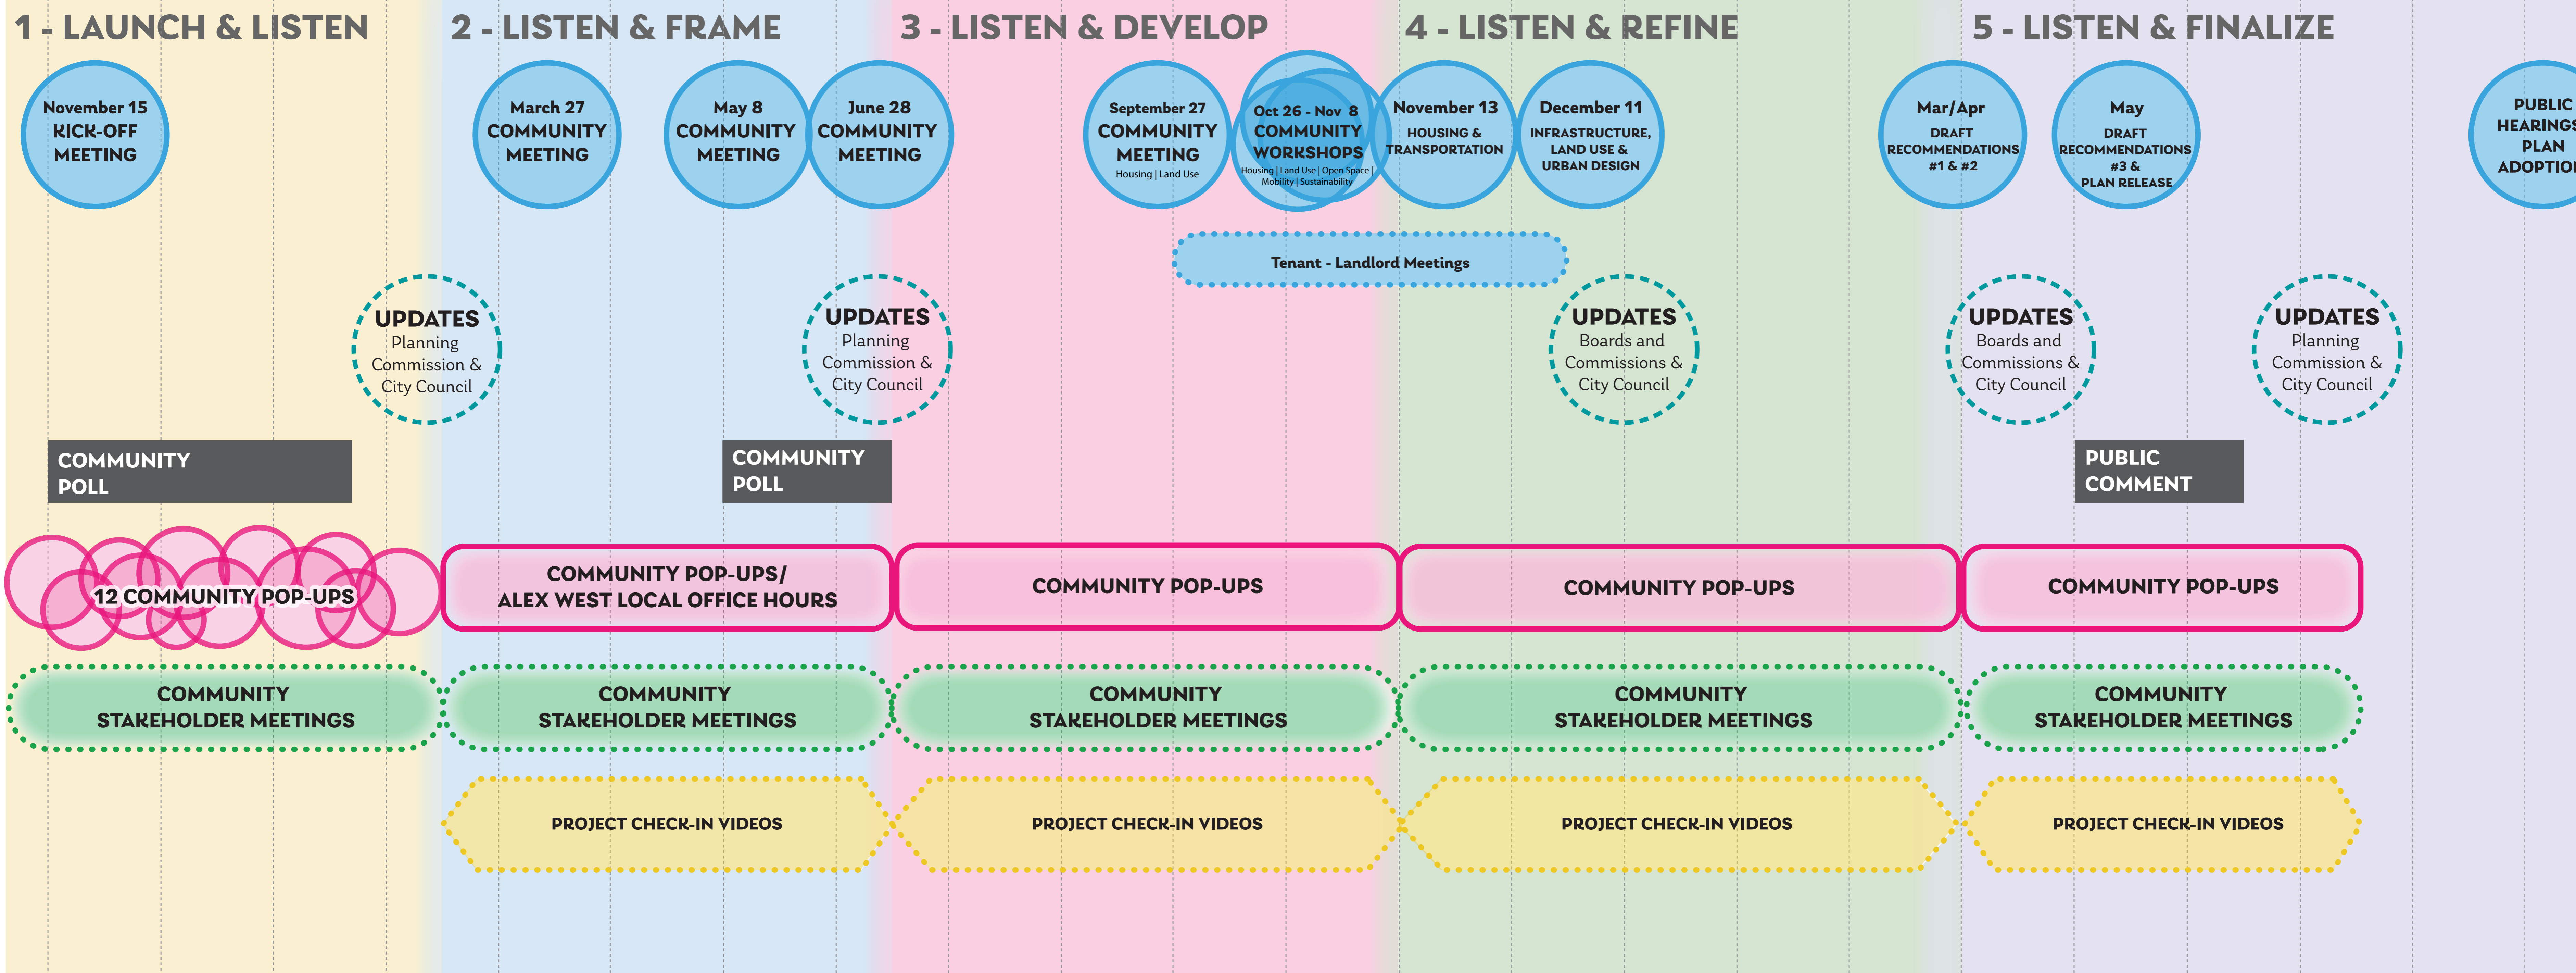 1 - LAUNCH & LISTEN
2 - LISTEN & FRAME
3 - LISTEN & DEVELOP
4 - LISTEN & REFINE
5 - LISTEN & FINALIZE
November 15
KICK-OFF
MEETING
March 27
COMMUNITY
MEETING
May 8
COMMUNITY
MEETING
June 28
COMMUNITY
MEETING
September 27
COMMUNITY
MEETING
Housing | Land Use
Oct 26 - Nov 8
COMMUNITY
WORKSHOPS
Housing | Land Use | Open Space |
Mobility | Sustainability
November 13
HOUSING &
TRANSPORTATION
December 11
INFRASTRUCTURE,
LAND USE &
URBAN DESIGN
Mar/Apr
DRAFT
RECOMMENDATIONS
#1 & #2
May
DRAFT
RECOMMENDATIONS
#3 &
PLAN RELEASE
PUBLIC
HEARINGS
PLAN
ADOPTIO
Tenant - Landlord Meetings
UPDATES
Planning
Commission &
City Council
UPDATES
Planning
Commission &
City Council
UPDATES
Boards and
Commissions &
City Council
UPDATES
Boards and
Commissions &
City Council
UPDATES
Planning
Commission &
City Council
COMMUNITY
POLL
COMMUNITY
POLL
PUBLIC
COMMENT
12 COMMUNITY POP-UPS
COMMUNITY POP-UPS/
ALEX WEST LOCAL OFFICE HOURS
COMMUNITY POP-UPS
COMMUNITY POP-UPS
COMMUNITY POP-UPS
COMMUNITY
STAKEHOLDER MEETINGS
COMMUNITY
STAKEHOLDER MEETINGS
COMMUNITY
STAKEHOLDER MEETINGS
COMMUNITY
STAKEHOLDER MEETINGS
COMMUNITY
STAKEHOLDER MEETINGS
PROJECT CHECK-IN VIDEOS
PROJECT CHECK-IN VIDEOS
PROJECT CHECK-IN VIDEOS
PROJECT CHECK-IN VIDEOS